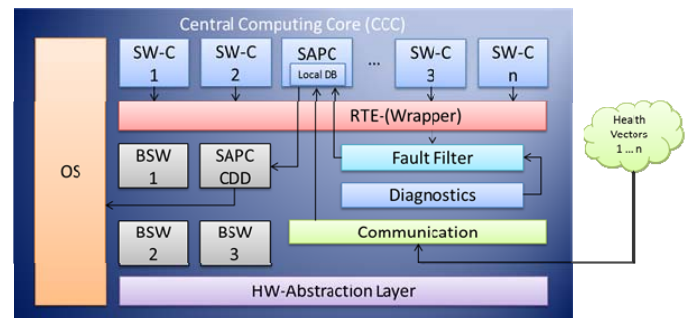 Central Computing Core (CCC)
SW-C
1
SW-C
2
SAPC
Local DB
...
SW-C
3
SW-C
n
RTE-(Wrapper)
Health
Vectors
1 ... n
OS
BSW
1
SAPC
CDD
Fault Filter
Diagnostics
BSW
2
BSW
3
Communication
HW-Abstraction Layer